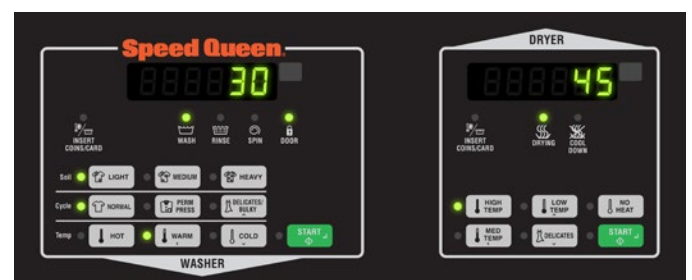 Speed Queen
30
INSERT
COINS/CARD
WASH
RINSE
SPIN
DOOR
Soil
LIGHT
MEDIUM
HEAVY
Cycle
NORMAL
PERM
PRESS
DELICATES/
BULKY
Temp
HOT
WARM
COLD
START
WASHER
DRYER
45
INSERT
COINS/CARD
DRYING
COOL
DOWN
HIGH
TEMP
LOW
TEMP
NO
HEAT
MED
TEMP
DELICATES
START